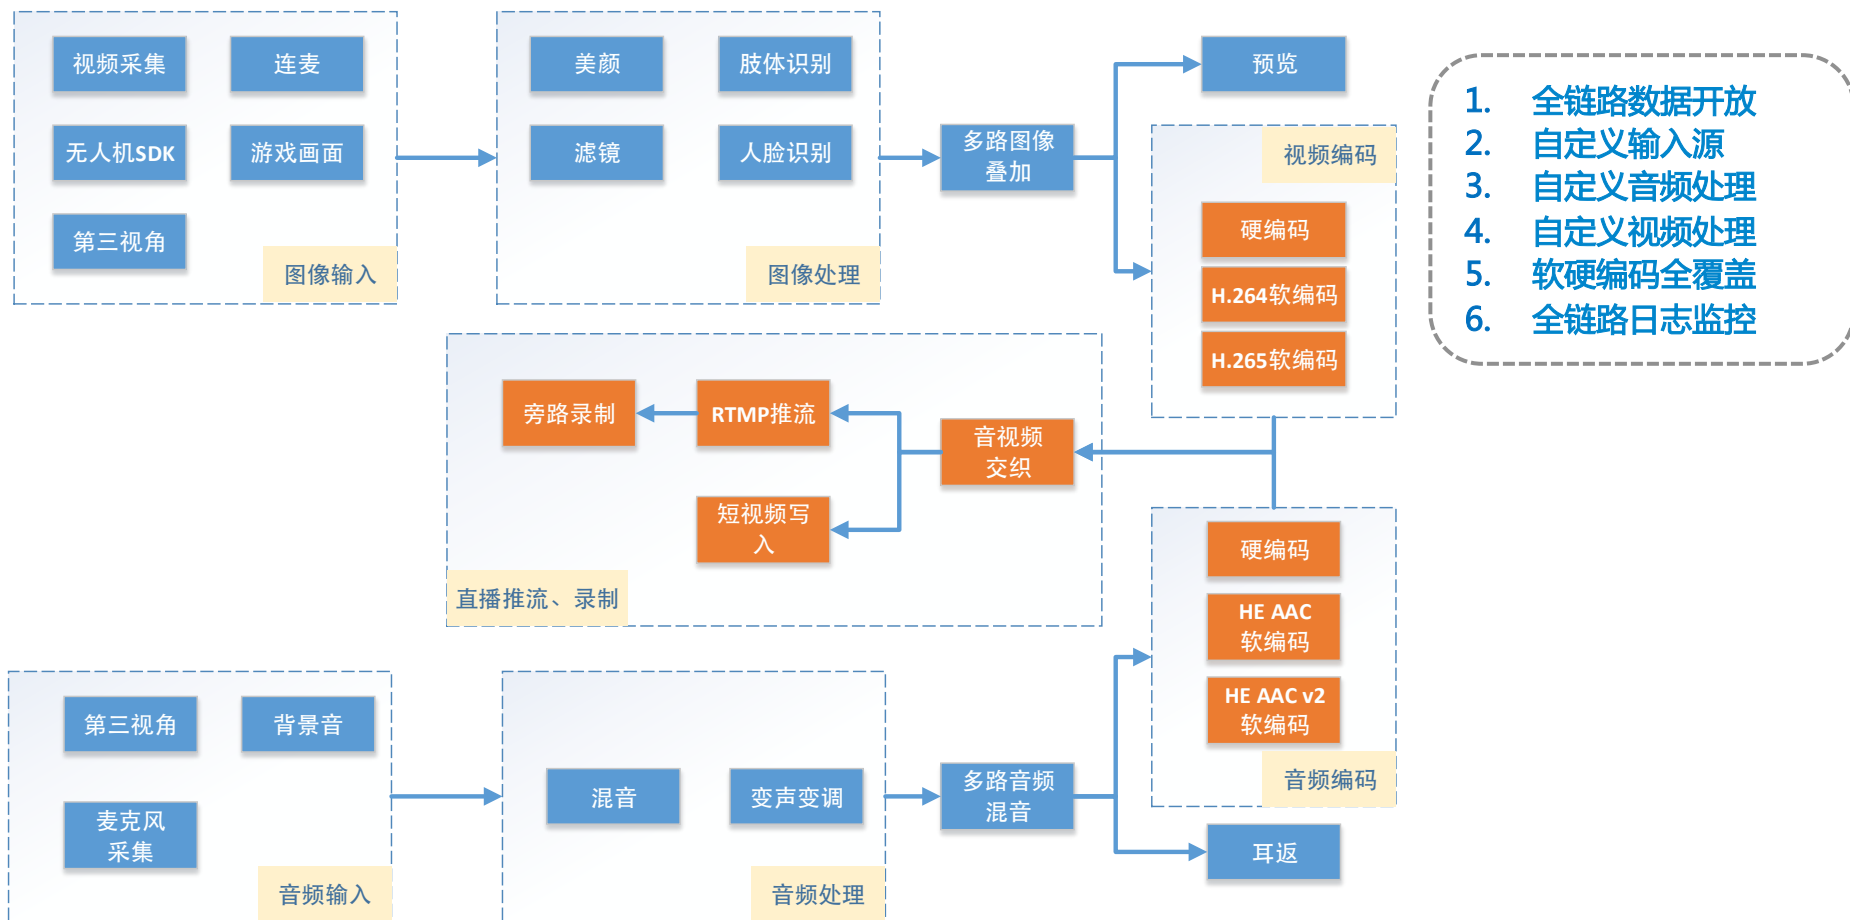 视频采集
连麦
无人机SDK
游戏画面
第三视角
图像输入
美颜
肢体识别
滤镜
人脸识别
图像处理
多路图像
叠加
预览
视频编码
硬编码
H.264软编码
H.265软编码
1. 全链路数据开放
2. 自定义输入源
3. 自定义音频处理
4. 自定义视频处理
5. 软硬编码全覆盖
6. 全链路日志监控
旁路录制
RTMP推流
音视频
交织
短视频写
入
直播推流、录制
硬编码
HE AAC
软编码
HE AAC v2
软编码
音频编码
第三视角
背景音
麦克风
采集
音频输入
混音
变声变调
音频处理
多路音频
混音
耳返